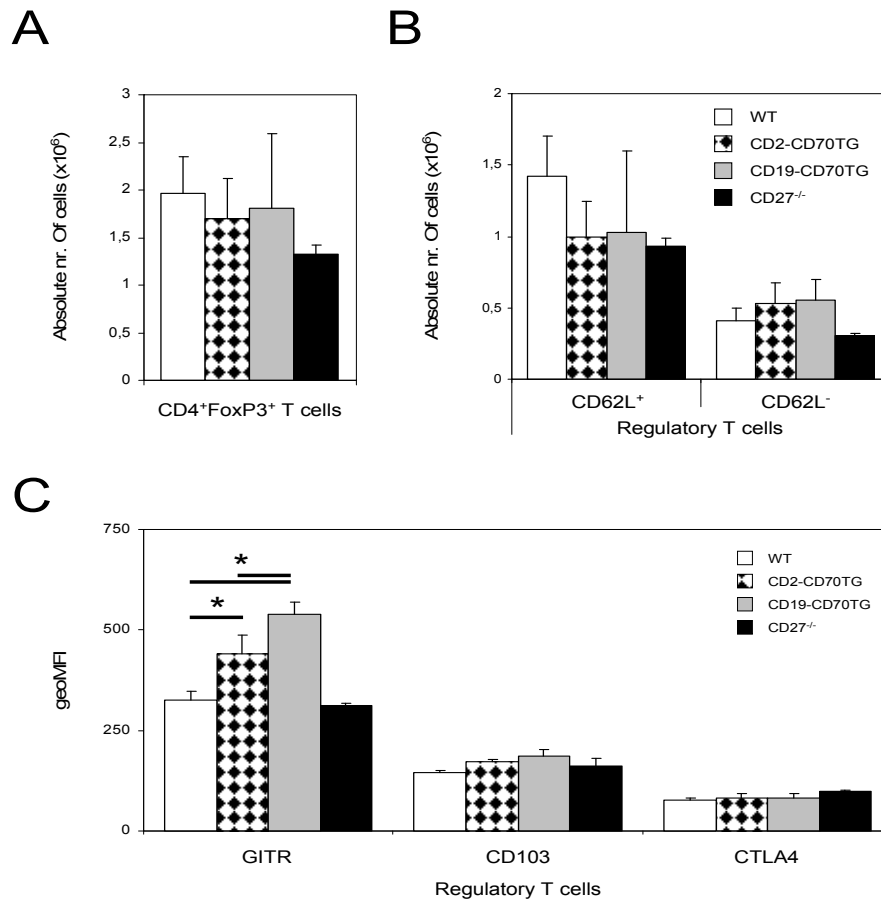 A
3
2,5
2
1,5
1
0,5
0
Absolute nr. Of cells (x10⁶)
CD4⁺FoxP3⁺ T cells
B
2
1,5
1
0,5
0
Absolute nr. Of cells (x10⁶)
WT
CD2-CD70TG
CD19-CD70TG
CD27⁻/⁻
CD62L⁺ CD62L⁻
Regulatory T cells
C
750
500
250
0
geoMFI
*
*
WT
CD2-CD70TG
CD19-CD70TG
CD27⁻/⁻
GITR CD103 CTLA4
Regulatory T cells